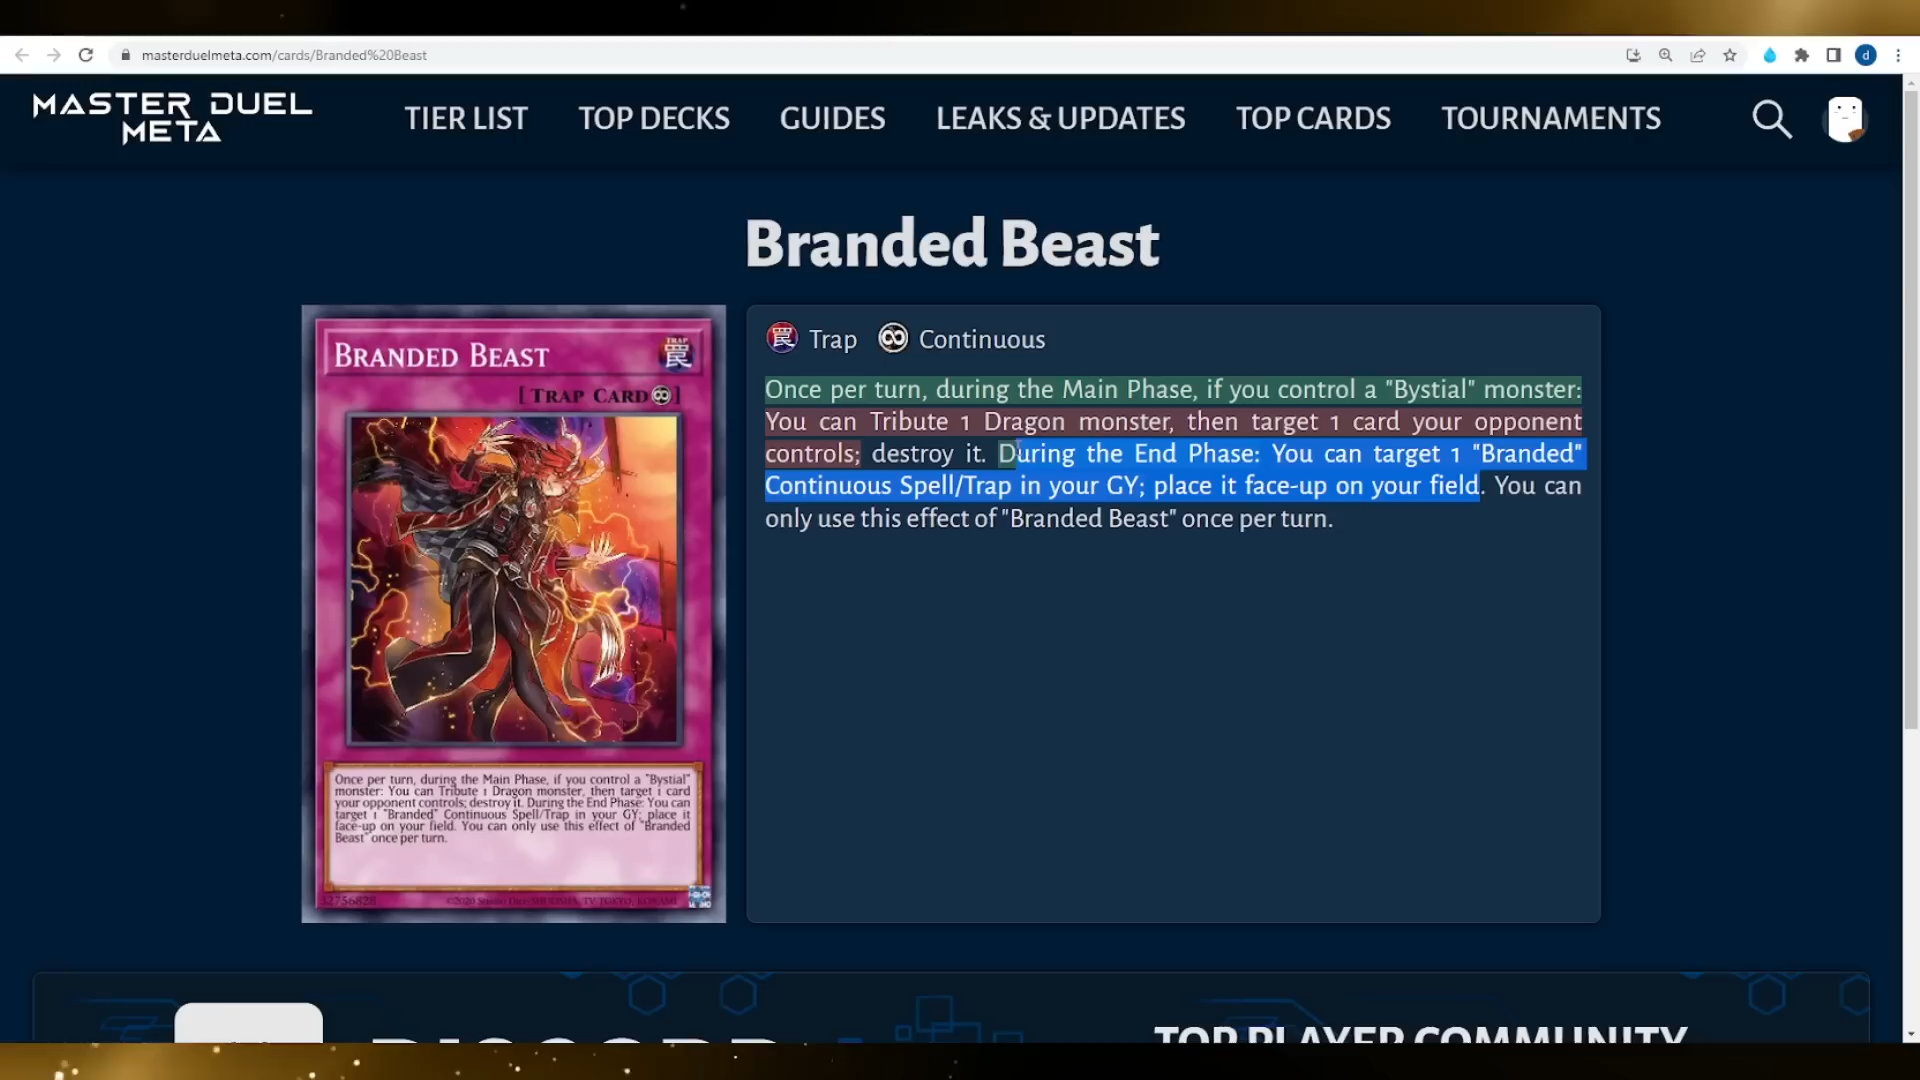 masterduelmeta.com/cards/Branded%20Beast
d
MASTER DUEL
META
TIER LIST
TOP DECKS
GUIDES
LEAKS & UPDATES
TOP CARDS
TOURNAMENTS
Branded Beast
BRANDED BEAST
TRAP
罠
[TRAP CARD]
罠 Trap Continuous
Once per turn, during the Main Phase, if you control a "Bystial" monster:
You can Tribute 1 Dragon monster, then target 1 card your opponent
controls; destroy it. During the End Phase: You can target 1 "Branded"
Continuous Spell/Trap in your GY; place it face-up on your field. You can
only use this effect of "Branded Beast" once per turn.
Once per turn, during the Main Phase, if you control a "Bystial"
monster: You can Tribute 1 Dragon monster, then target 1 card
your opponent controls; destroy it. During the End Phase: You can
target 1 "Branded" Continuous Spell/Trap in your GY; place it
face-up on your field. You can only use this effect of "Branded
Beast" once per turn.
32756828
TOP PLAYER COMMUNITY